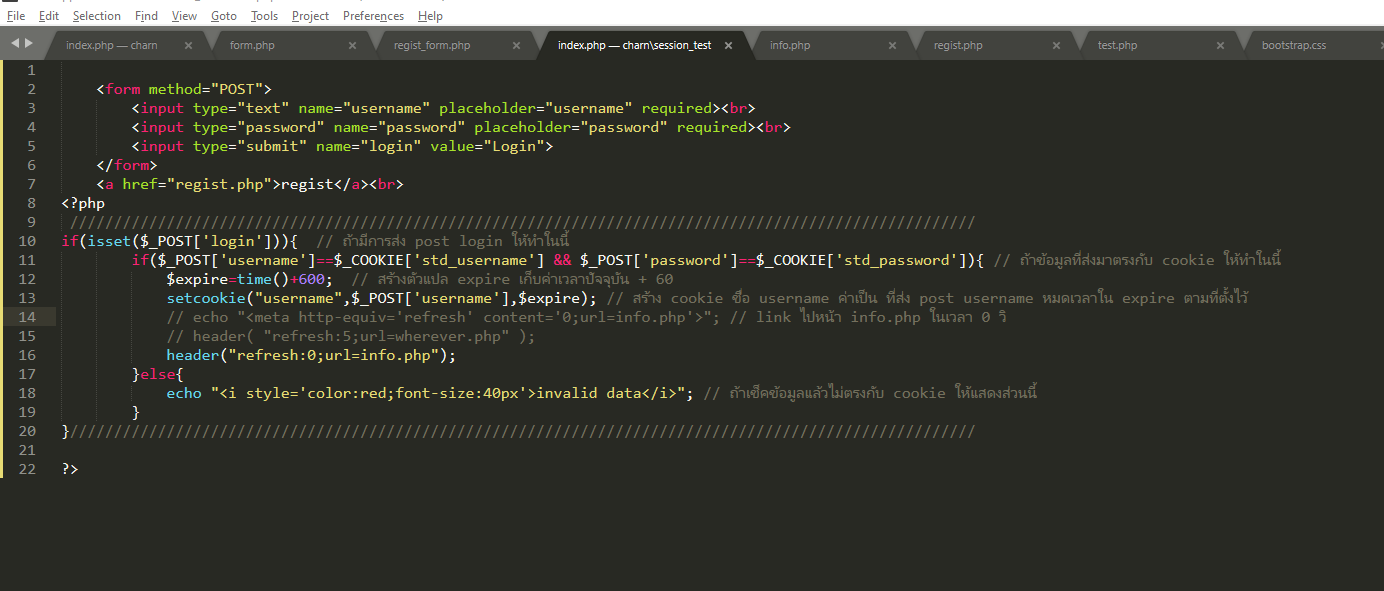 File Edit Selection Find View Goto Tools Project Preferences Help
index.php — charn × form.php × regist_form.php × index.php — charn\session_test × info.php × regist.php × test.php × bootstrap.css ×
1
2 <form method="POST">
3 <input type="text" name="username" placeholder="username" required><br>
4 <input type="password" name="password" placeholder="password" required><br>
5 <input type="submit" name="login" value="Login">
6 </form>
7 <a href="regist.php">regist</a><br>
8 <?php
9 ///////////////////////////////////////////////////////////////////////////////////////////////////////
10 if(isset($_POST['login'])){ // ถ้ามีการส่ง post login ให้ทำในนี้
11 if($_POST['username']==$_COOKIE['std_username'] && $_POST['password']==$_COOKIE['std_password']){ // ถ้าข้อมูลที่ส่งมาตรงกับ cookie ให้ทำในนี้
12 $expire=time()+600; // สร้างตัวแปล expire เก็บค่าเวลาปัจจุบัน + 60
13 setcookie("username",$_POST['username'],$expire); // สร้าง cookie ชื่อ username ค่าเป็น ที่ส่ง post username หมดเวลาใน expire ตามที่ตั้งไว้
14 // echo "<meta http-equiv='refresh' content='0;url=info.php'>"; // link ไปหน้า info.php ในเวลา 0 วิ
15 // header( "refresh:5;url=wherever.php" );
16 header("refresh:0;url=info.php");
17 }else{
18 echo "<i style='color:red;font-size:40px'>invalid data</i>"; // ถ้าเช็คข้อมูลแล้วไม่ตรงกับ cookie ให้แสดงส่วนนี้
19 }
20 }///////////////////////////////////////////////////////////////////////////////////////////////////////
21
22 ?>